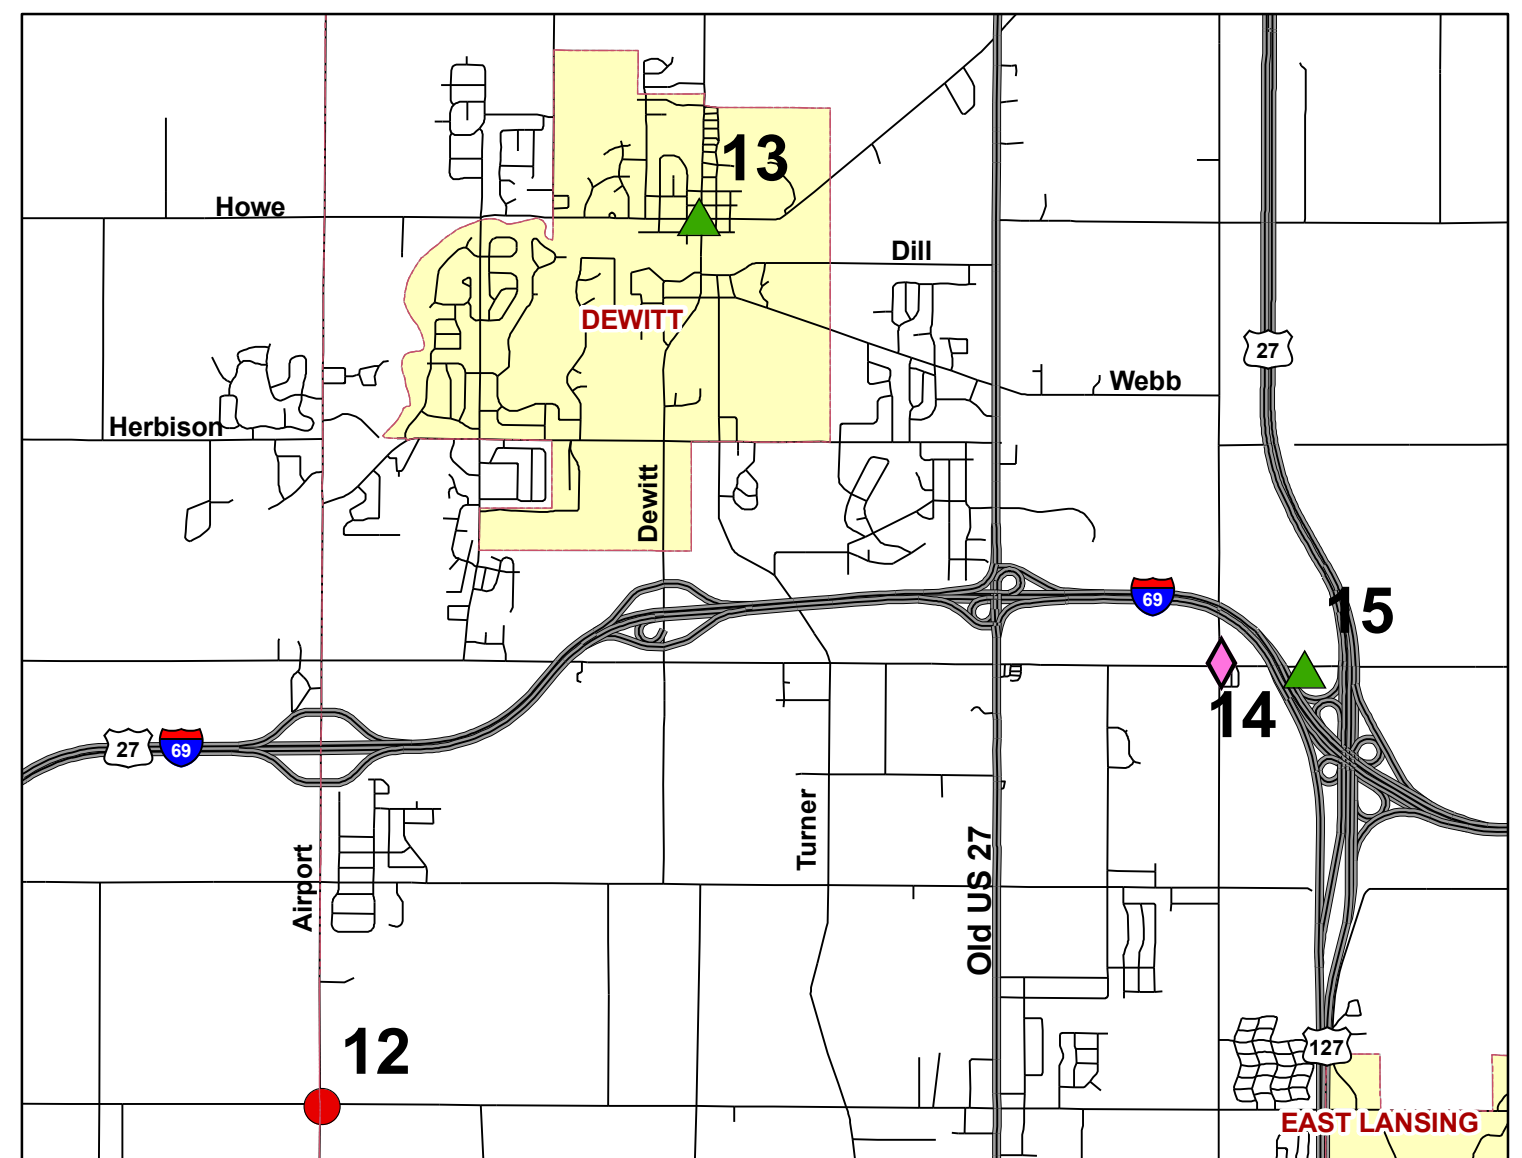 13
Howe
Dill
DEWITT
27
Webb
Herbison
Dewitt
69
15
14
27
69
Turner
Airport
Old US 27
12
127
EAST LANSING